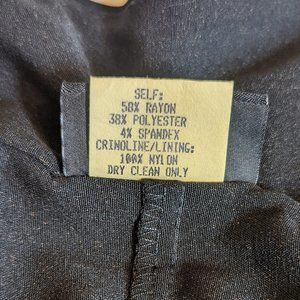 SELF:
58% RAYON
38% POLYESTER
4% SPANDEX
CRINOLINE/LINING:
100% NYLON
DRY CLEAN ONLY